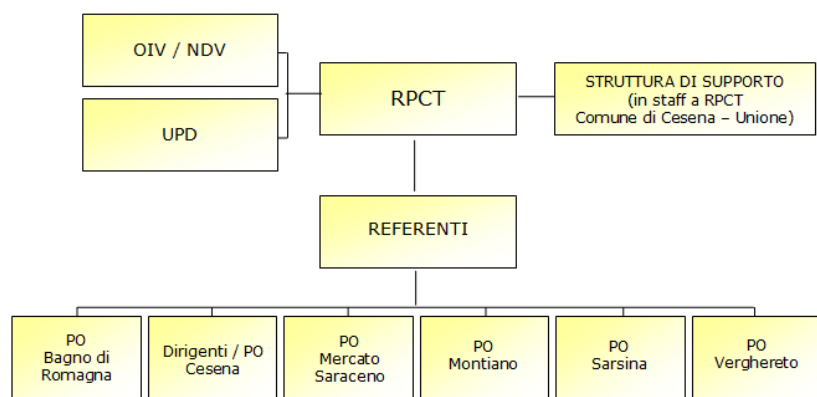 OIV / NDV
UPD
RPCT
STRUTTURA DI SUPPORTO
(in staff a RPCT
Comune di Cesena – Unione)
REFERENTI
PO
Bagno di
Romagna
Dirigenti / PO
Cesena
PO
Mercato
Saraceno
PO
Montiano
PO
Sarsina
PO
Verghereto